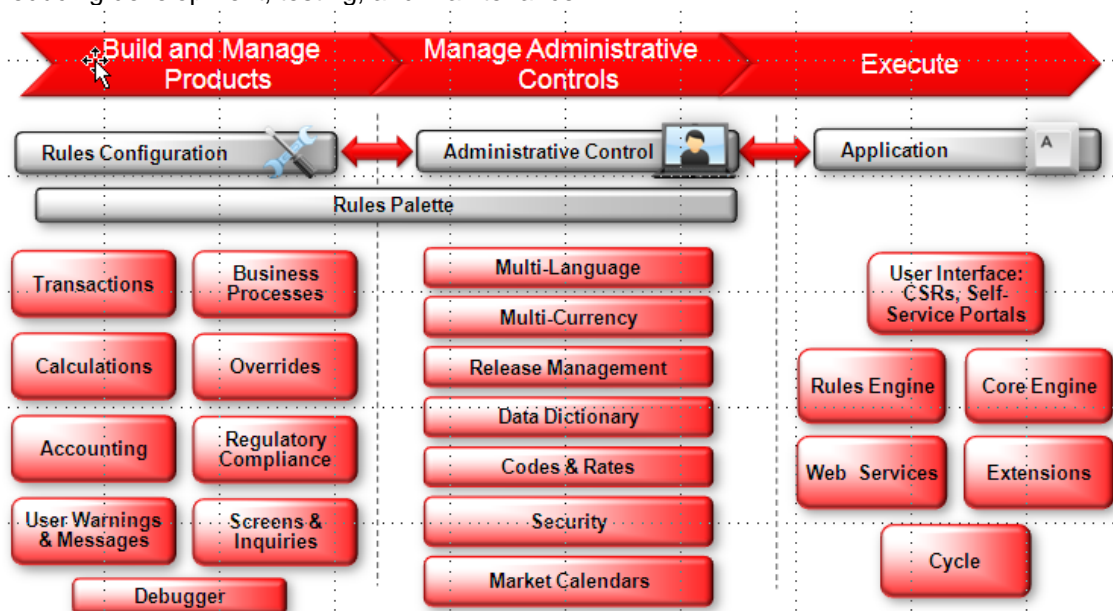 Build and Manage
Products
Manage Administrative
Controls
Execute
Rules Configuration
Administrative Control
Application
A
Rules Palette
Transactions
Business
Processes
Calculations
Overrides
Accounting
Regulatory
Compliance
User Warnings
& Messages
Screens &
Inquiries
Debugger
Multi-Language
Multi-Currency
Release Management
Data Dictionary
Codes & Rates
Security
Market Calendars
User Interface:
CSRs, Self-
Service Portals
Rules Engine
Core Engine
Web Services
Extensions
Cycle